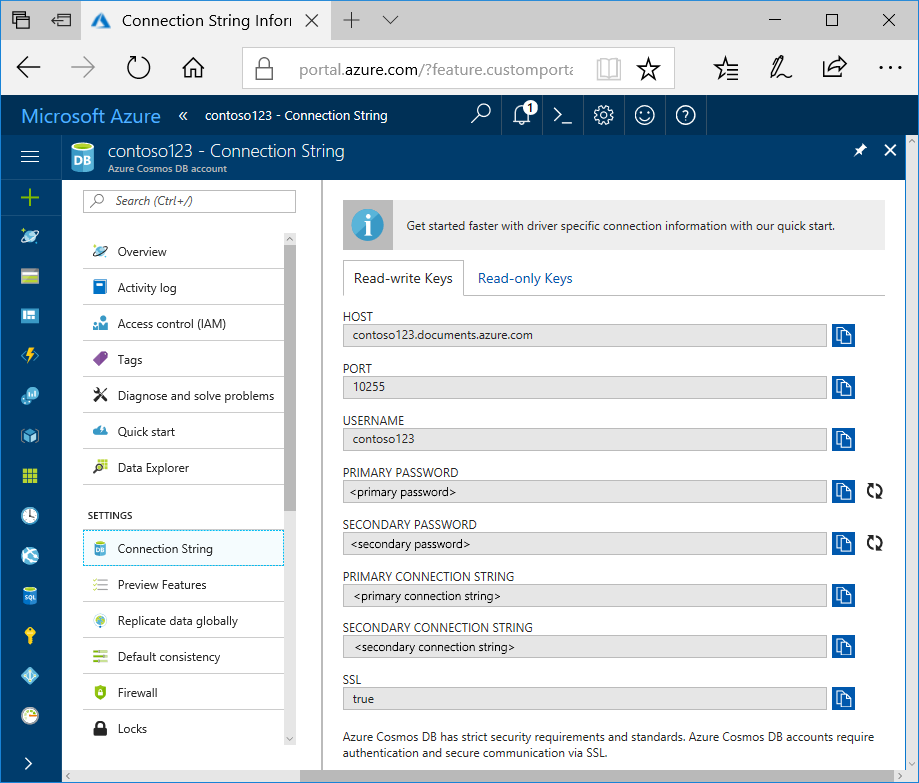 Connection String Infor
portal.azure.com/?feature.customporta
Microsoft Azure « contoso123 - Connection String
1
DB
contoso123 - Connection String
Azure Cosmos DB account
Search (Ctrl+/)
Overview
Activity log
Access control (IAM)
Tags
Diagnose and solve problems
Quick start
Data Explorer
SETTINGS
Connection String
Preview Features
Replicate data globally
Default consistency
Firewall
Locks
SQL
Get started faster with driver specific connection information with our quick start.
Read-write Keys
Read-only Keys
HOST
contoso123.documents.azure.com
PORT
10255
USERNAME
contoso123
PRIMARY PASSWORD
<primary password>
SECONDARY PASSWORD
<secondary password>
PRIMARY CONNECTION STRING
<primary connection string>
SECONDARY CONNECTION STRING
<secondary connection string>
SSL
true
Azure Cosmos DB has strict security requirements and standards. Azure Cosmos DB accounts require
authentication and secure communication via SSL.